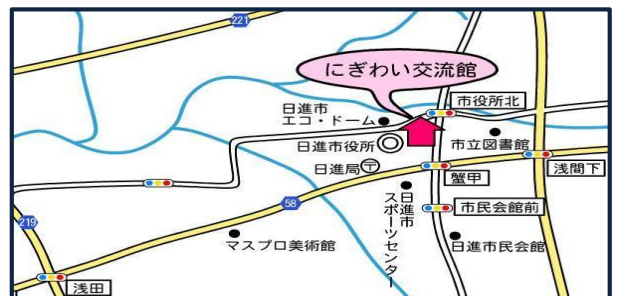 221
にぎわい交流館
日進市
エコ・ドーム
市役所北
日進市役所
市立図書館
日進局
蟹甲
浅間下
58
日進市
スポーツセンター
市民会館前
219
マスプロ美術館
日進市民会館
浅田